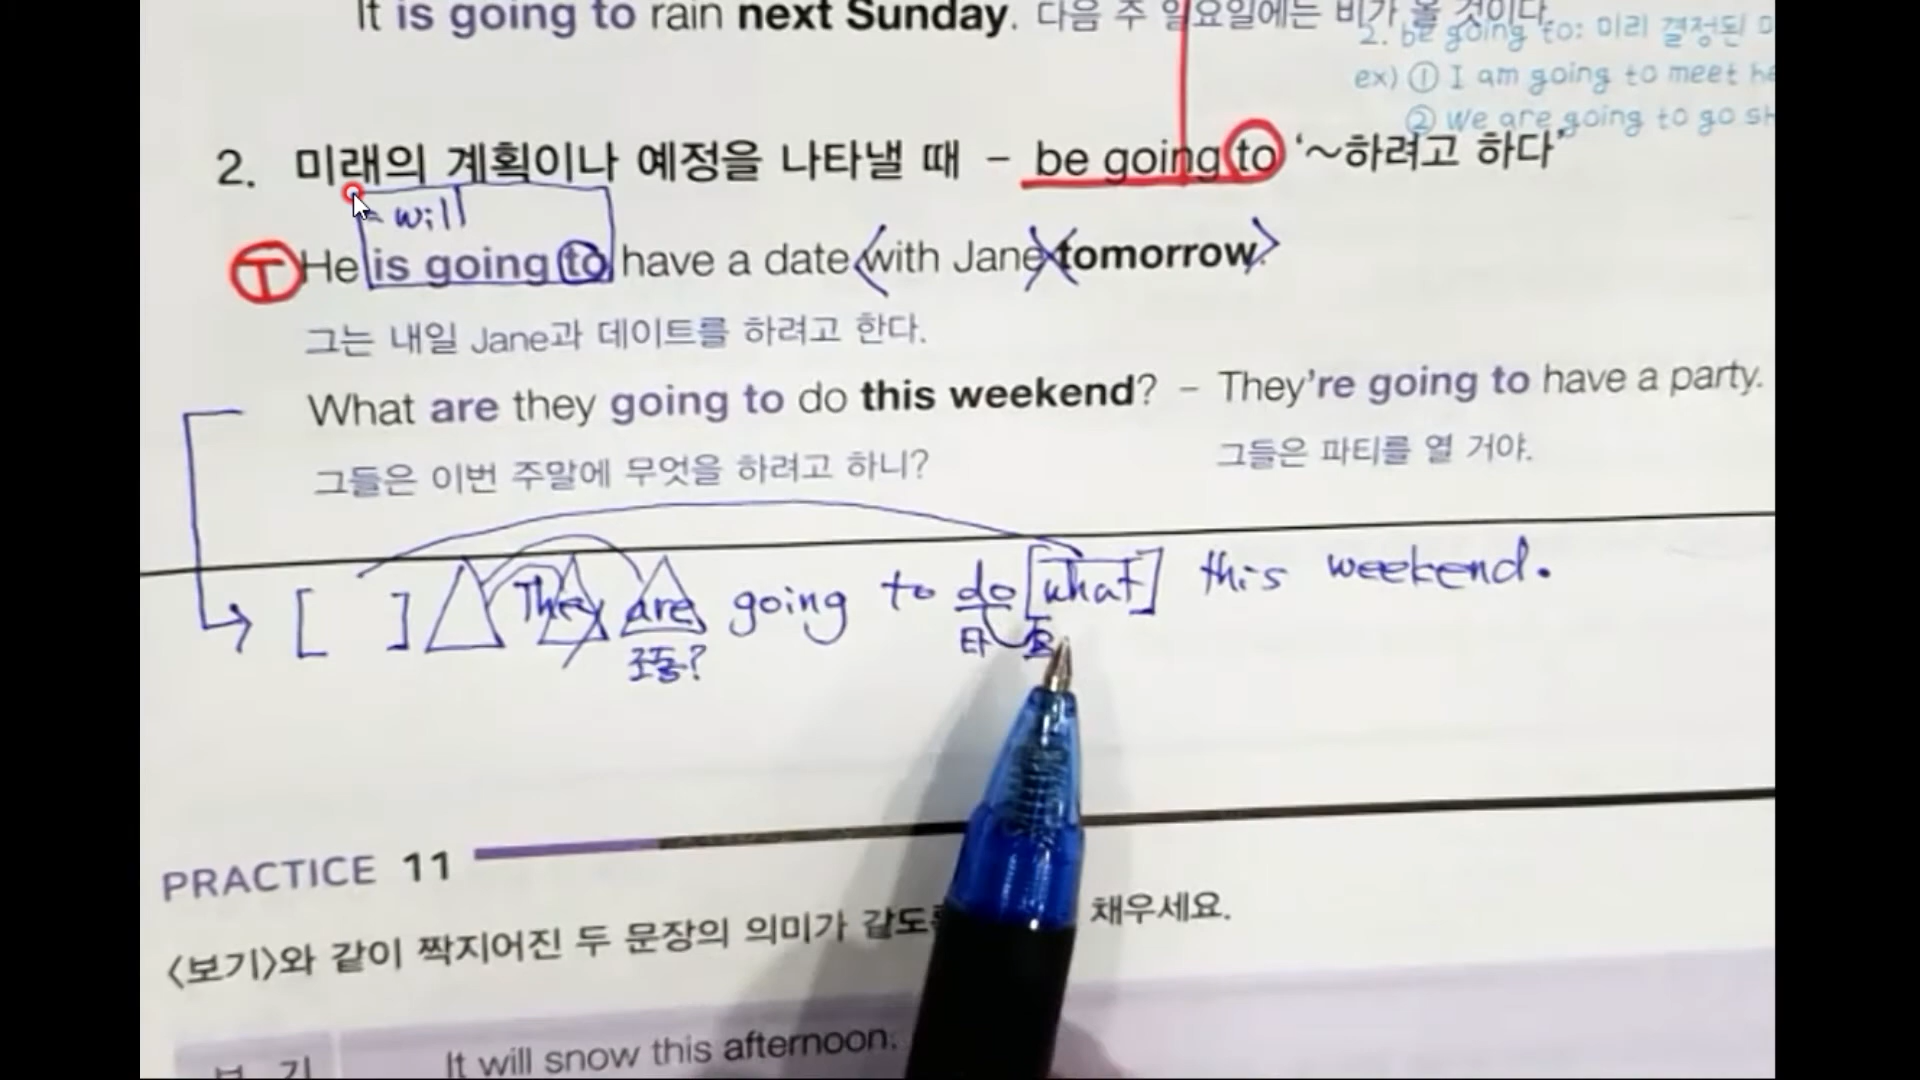 It is going to rain next Sunday. 다음 주 일요일에는 비가 올 것이다.
2. be going to: 미리 결정된
ex) ① I am going to meet he
② We are going to go sh
2. 미래의 계획이나 예정을 나타낼 때 – be going to ‘~하려고 하다’
= will
T He is going to have a date with Jane tomorrow.
그는 내일 Jane과 데이트를 하려고 한다.
What are they going to do this weekend? – They're going to have a party.
그들은 이번 주말에 무엇을 하려고 하니? 그들은 파티를 열 거야.
[ ] They are going to do [what] this weekend.
조동? 타 목
PRACTICE 11
<보기>와 같이 짝지어진 두 문장의 의미가 같도 채우세요.
보 기 It will snow this afternoon.